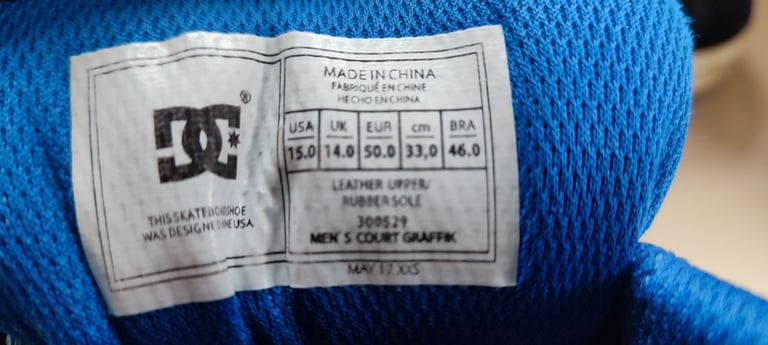 DC®
THIS SKATEBOARD SHOE
WAS DESIGNED IN THE USA
MADE IN CHINA
FABRIQUÉ EN CHINE
HECHO EN CHINA
USA UK EUR cm BRA
15.0 14.0 50.0 33,0 46.0
LEATHER UPPER/
RUBBER SOLE
300529
MEN'S COURT GRAFFIK
MAY 17 XXS